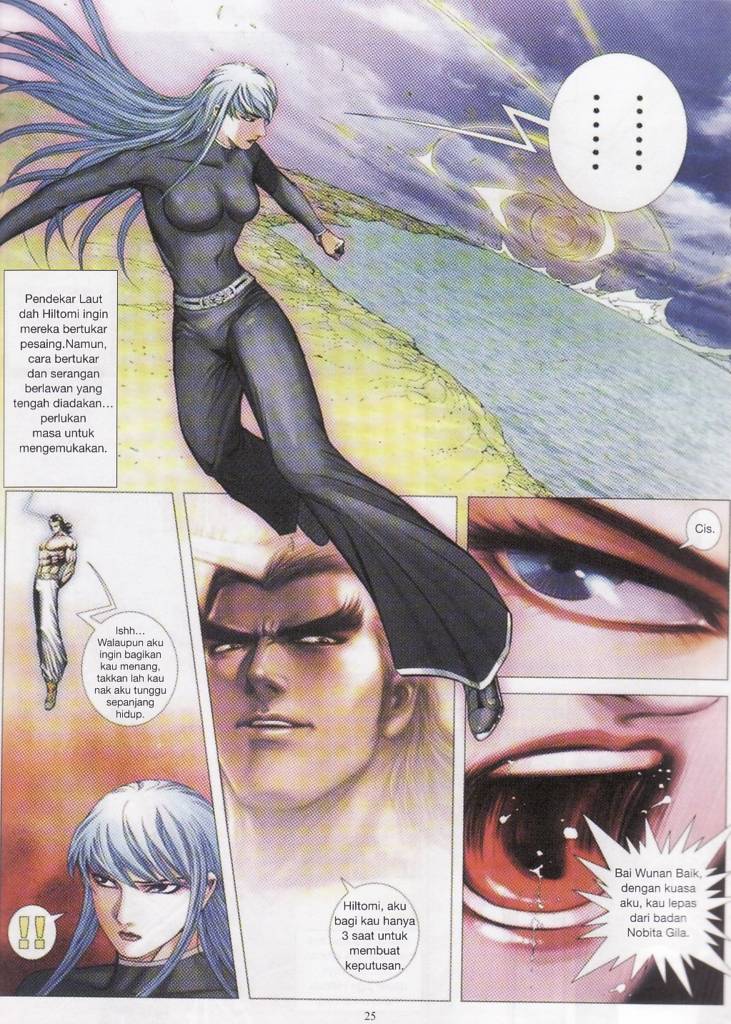 Pendekar Laut
dah Hiltomi ingin
mereka bertukar
pesaing.Namun,
cara bertukar
dan serangan
berlawan yang
tengah diadakan...
perlukan
masa untuk
mengemukakan.
Ishh...
Walaupun aku
ingin bagikan
kau menang,
takkan lah kau
nak aku tunggu
sepanjang
hidup.
!!
Hiltomi, aku
bagi kau hanya
3 saat untuk
membuat
keputusan.
Cis.
Bai Wunan Baik,
dengan kuasa
aku, kau lepas
dari badan
Nobita Gila.
25